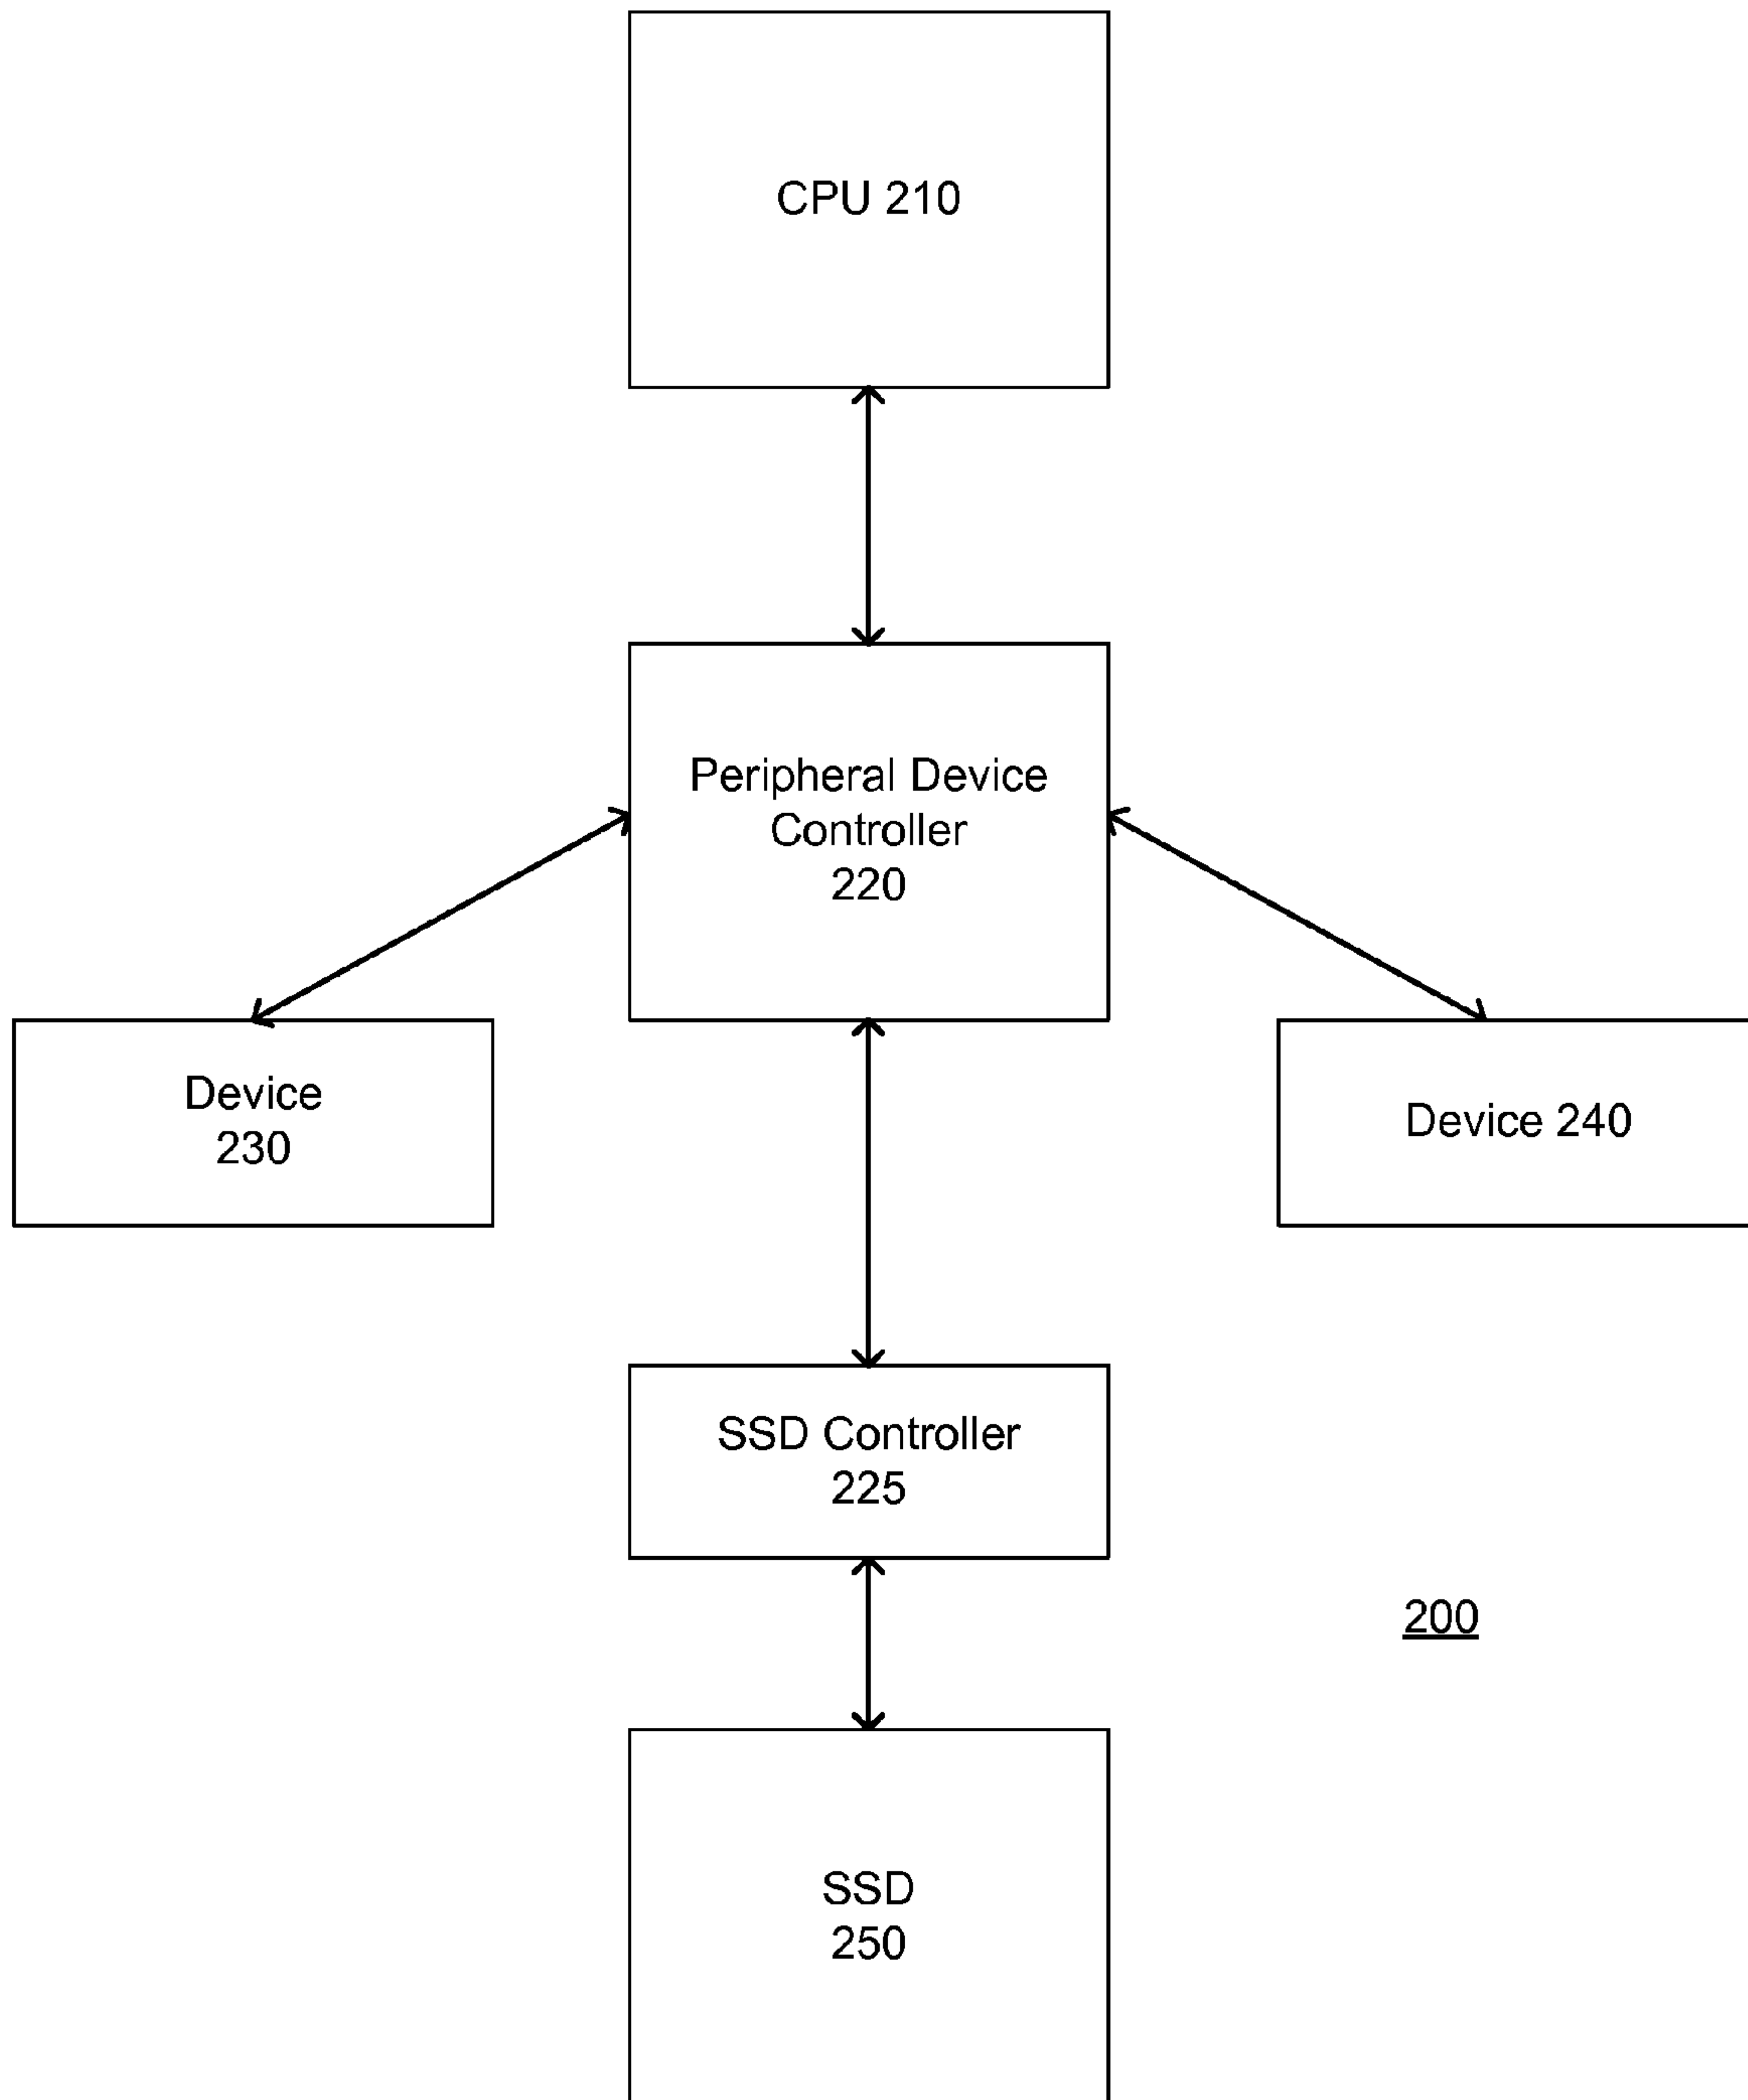 CPU 210
Peripheral Device
Controller
220
Device
230
Device 240
SSD Controller
225
200
SSD
250